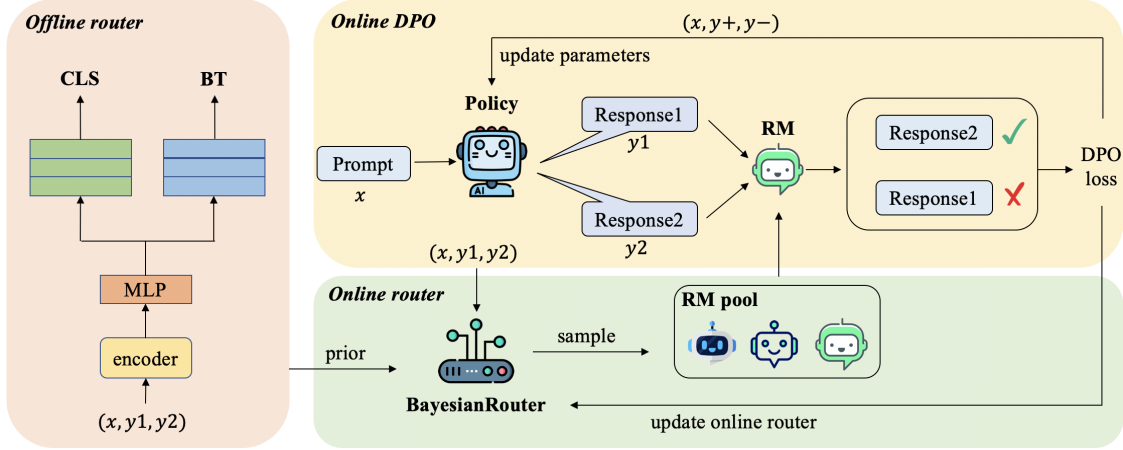 Offline router
CLS
BT
MLP
encoder
(x, y1, y2)
prior
Online DPO
(x, y+, y−)
update parameters
Policy
Prompt
x
AI
Response1
y1
Response2
y2
RM
Response2
Response1
DPO
loss
(x, y1, y2)
Online router
BayesianRouter
sample
RM pool
update online router